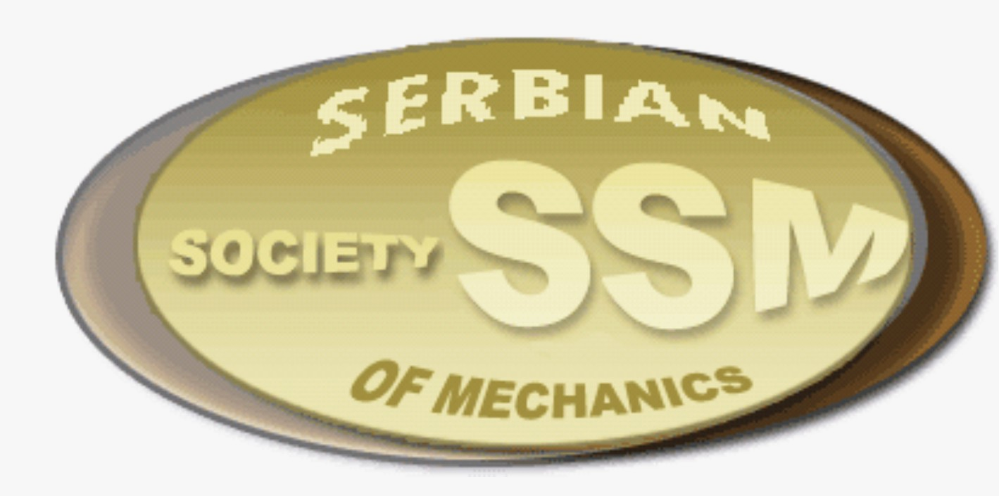 SERBIAN
SOCIETY SSM
OF MECHANICS